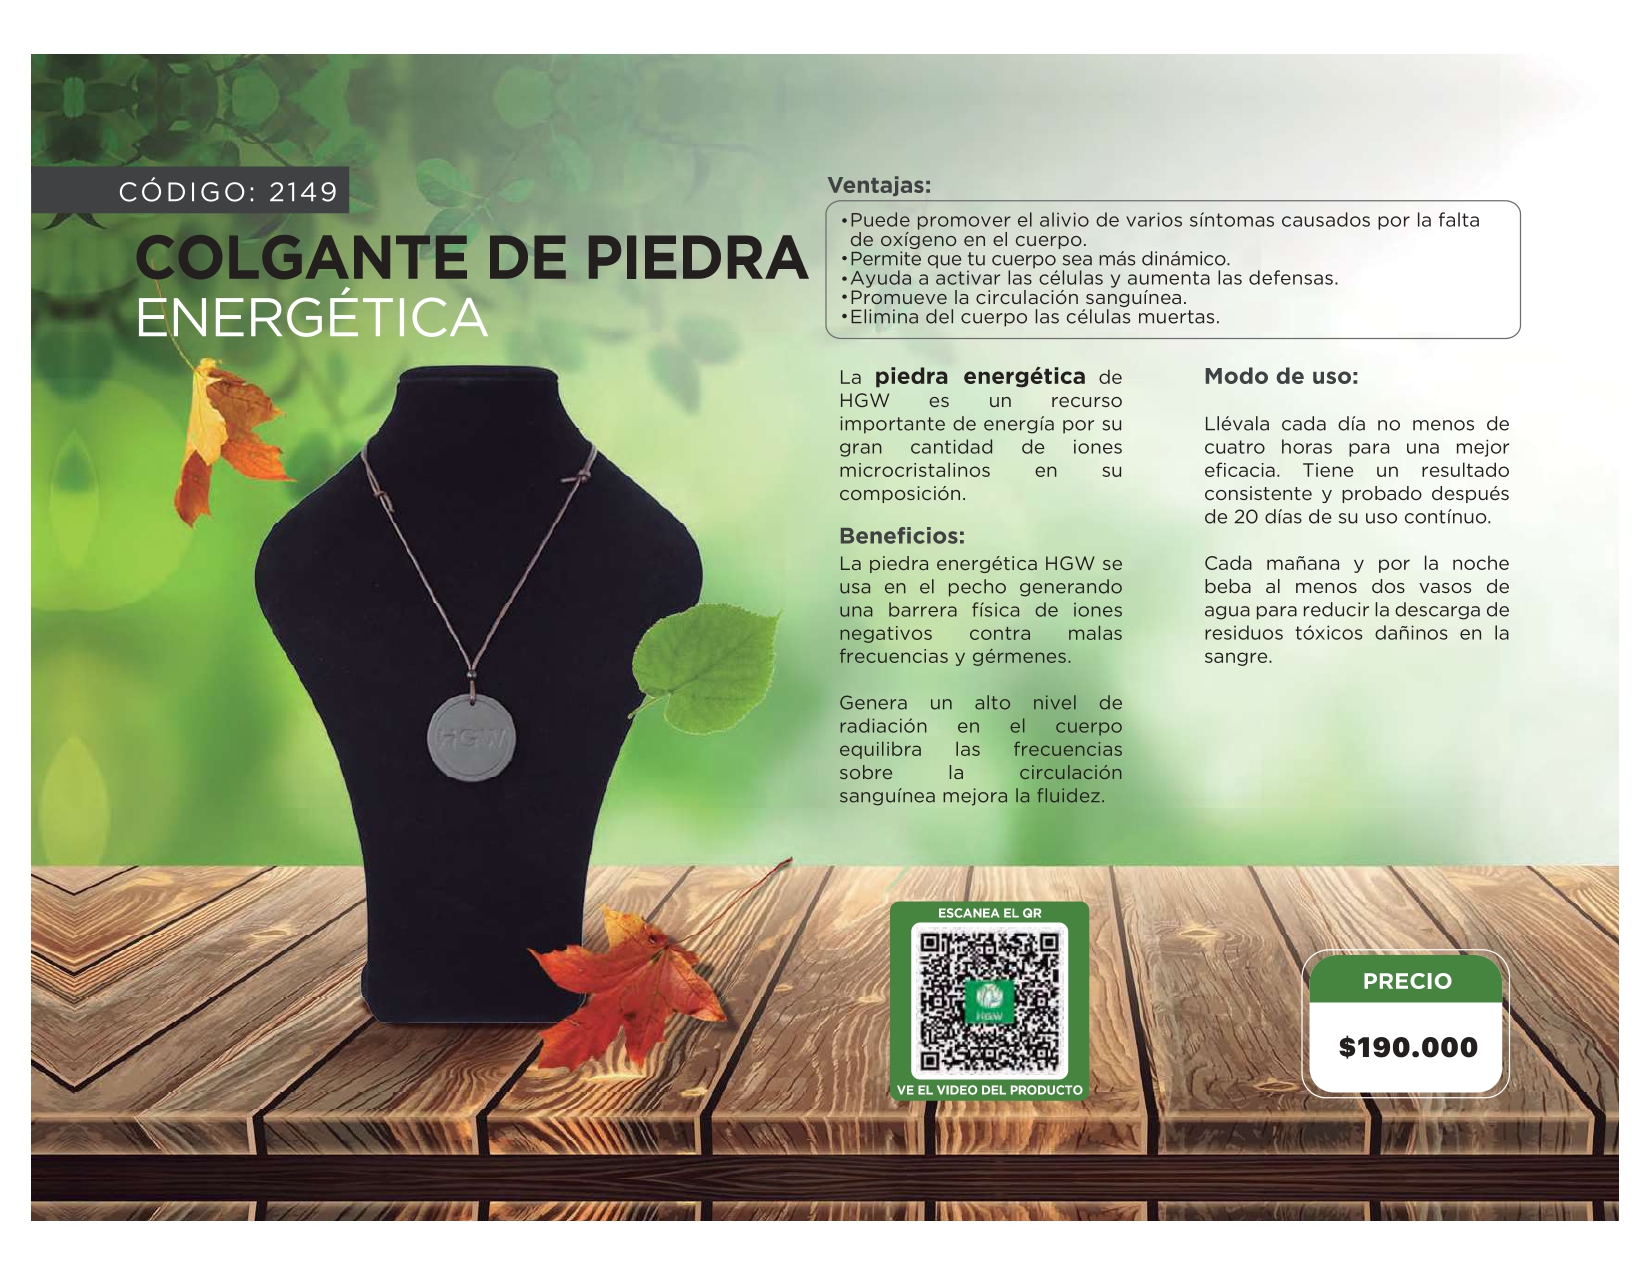 CÓDIGO: 2149
COLGANTE DE PIEDRA
ENERGÉTICA
Ventajas:
•Puede promover el alivio de varios síntomas causados por la falta
de oxígeno en el cuerpo.
•Permite que tu cuerpo sea más dinámico.
•Ayuda a activar las células y aumenta las defensas.
•Promueve la circulación sanguínea.
•Elimina del cuerpo las células muertas.
La piedra energética de
HGW es un recurso
importante de energía por su
gran cantidad de iones
microcristalinos en su
composición.
Beneficios:
La piedra energética HGW se
usa en el pecho generando
una barrera física de iones
negativos contra malas
frecuencias y gérmenes.
Genera un alto nivel de
radiación en el cuerpo
equilibra las frecuencias
sobre la circulación
sanguínea mejora la fluidez.
Modo de uso:
Llévala cada día no menos de
cuatro horas para una mejor
eficacia. Tiene un resultado
consistente y probado después
de 20 días de su uso contínuo.
Cada mañana y por la noche
beba al menos dos vasos de
agua para reducir la descarga de
residuos tóxicos dañinos en la
sangre.
HGW
ESCANEA EL QR
HGW
VE EL VIDEO DEL PRODUCTO
PRECIO
$190.000